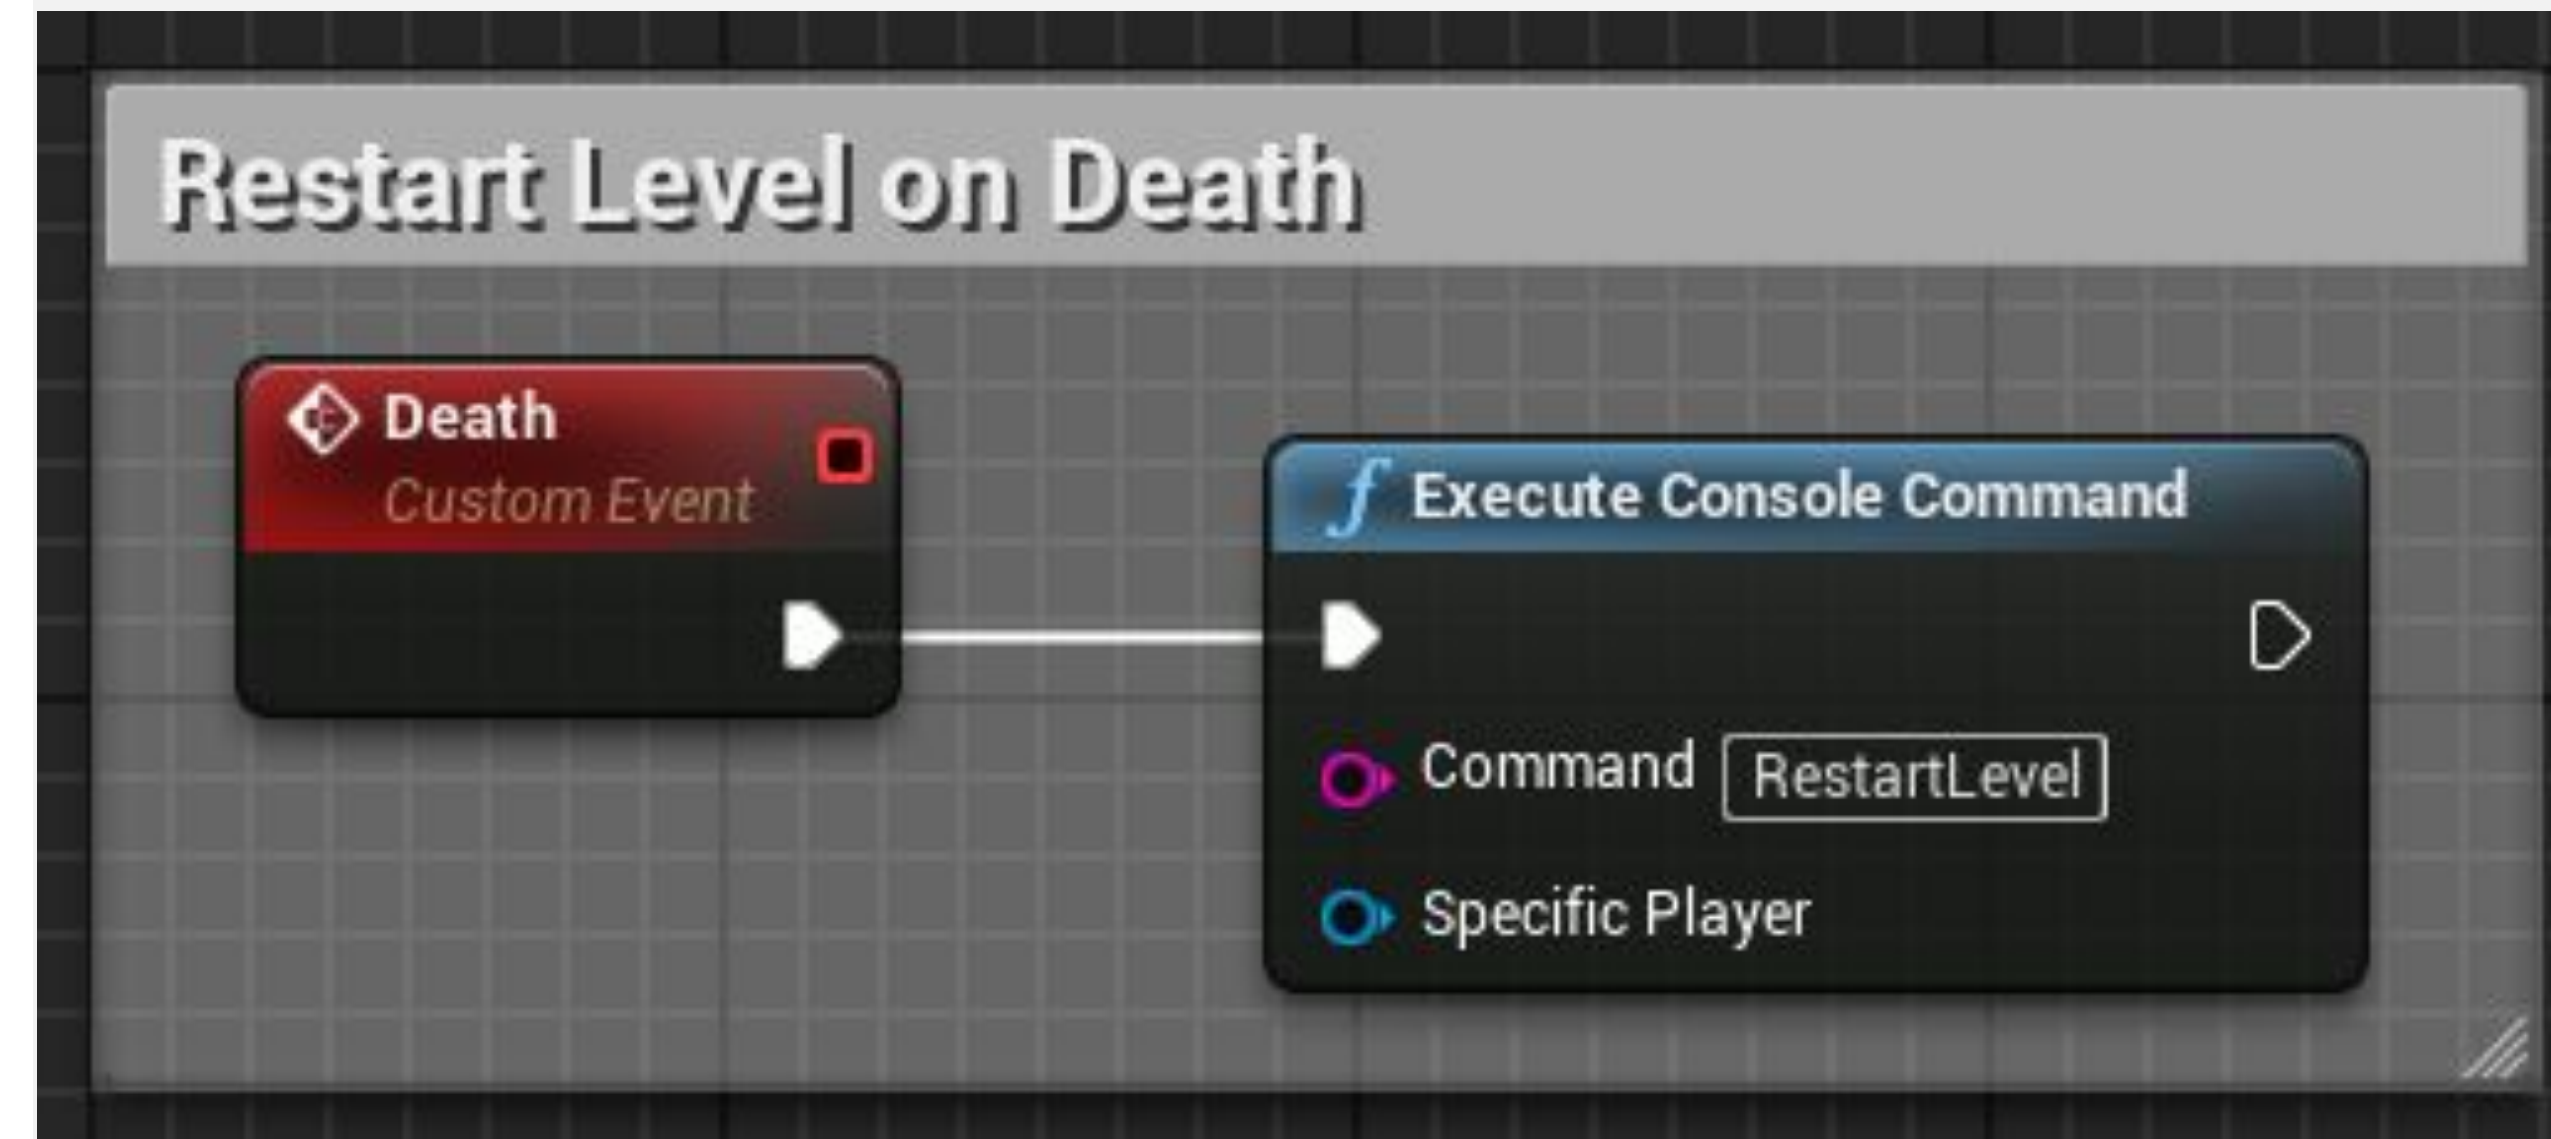 Restart Level on Death
Death
Custom Event
Execute Console Command
Command RestartLevel
Specific Player